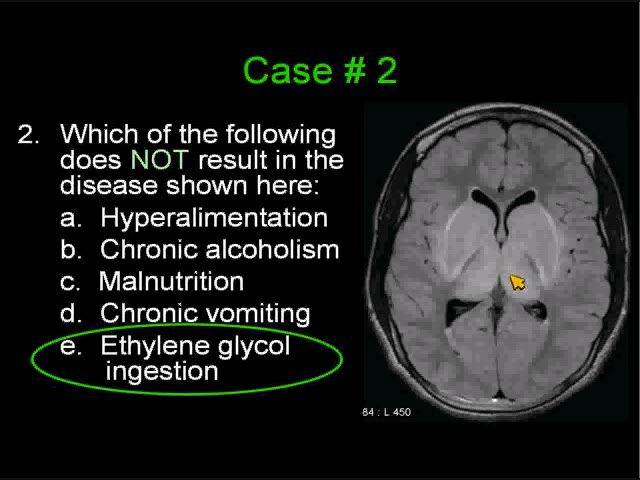 Case # 2
2. Which of the following
does NOT result in the
disease shown here:
a. Hyperalimentation
b. Chronic alcoholism
c. Malnutrition
d. Chronic vomiting
e. Ethylene glycol
ingestion
84 : L 450